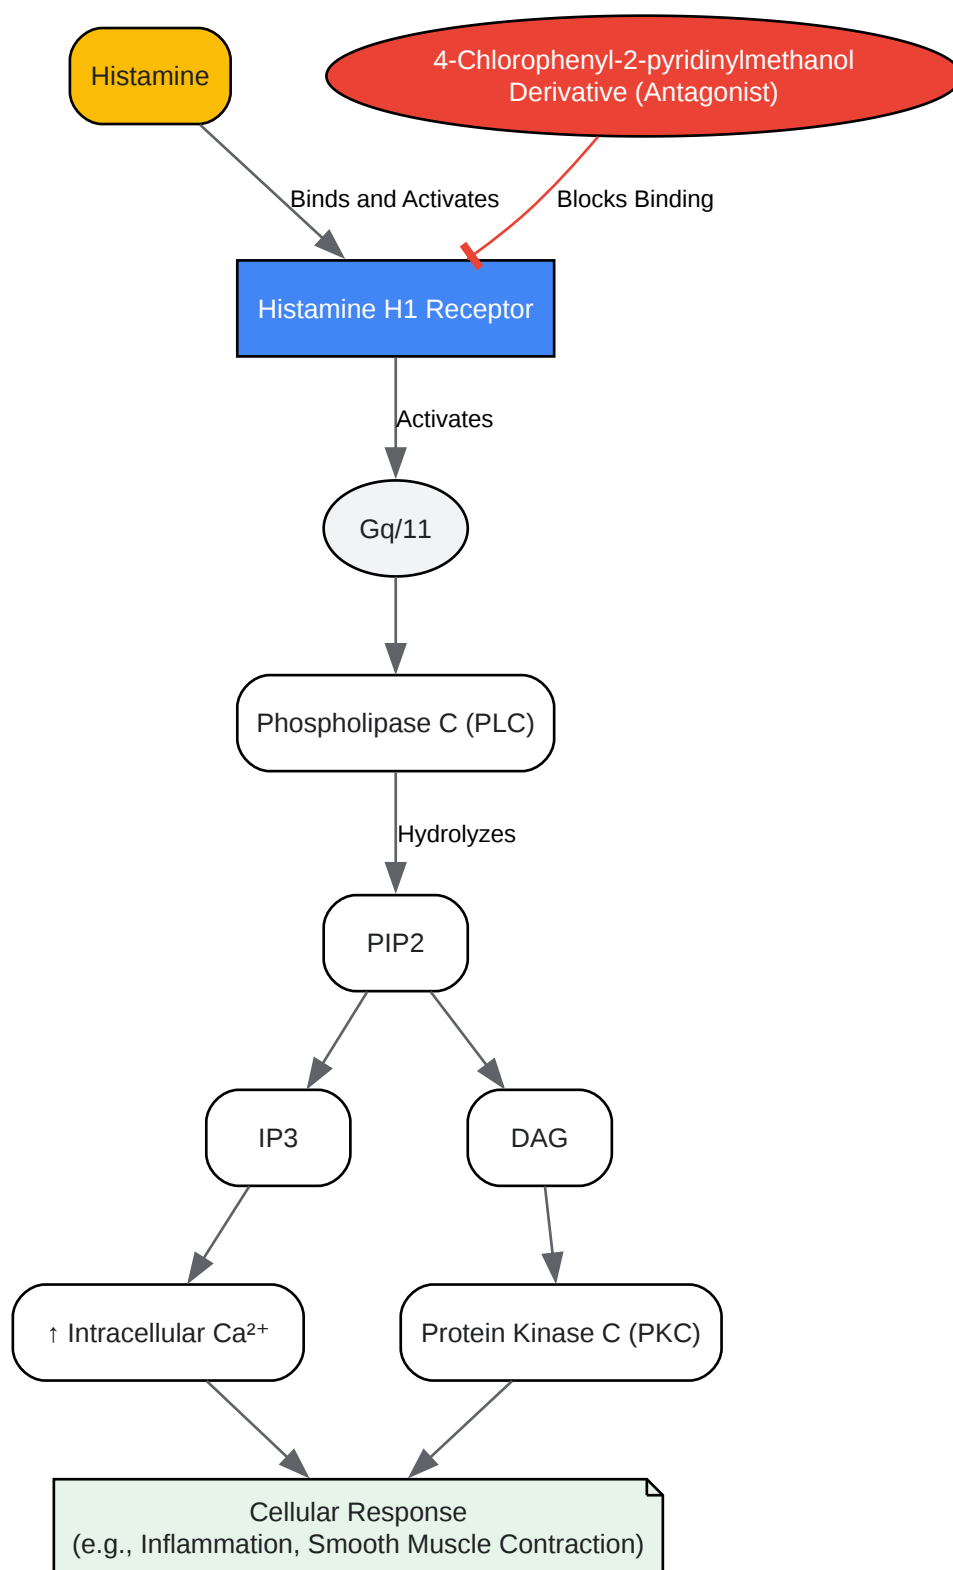 Histamine
4-Chlorophenyl-2-pyridinylmethanol
Derivative (Antagonist)
Binds and Activates
Blocks Binding
Histamine H1 Receptor
Activates
Gq/11
Phospholipase C (PLC)
Hydrolyzes
PIP2
IP3
DAG
↑ Intracellular Ca²⁺
Protein Kinase C (PKC)
Cellular Response
(e.g., Inflammation, Smooth Muscle Contraction)